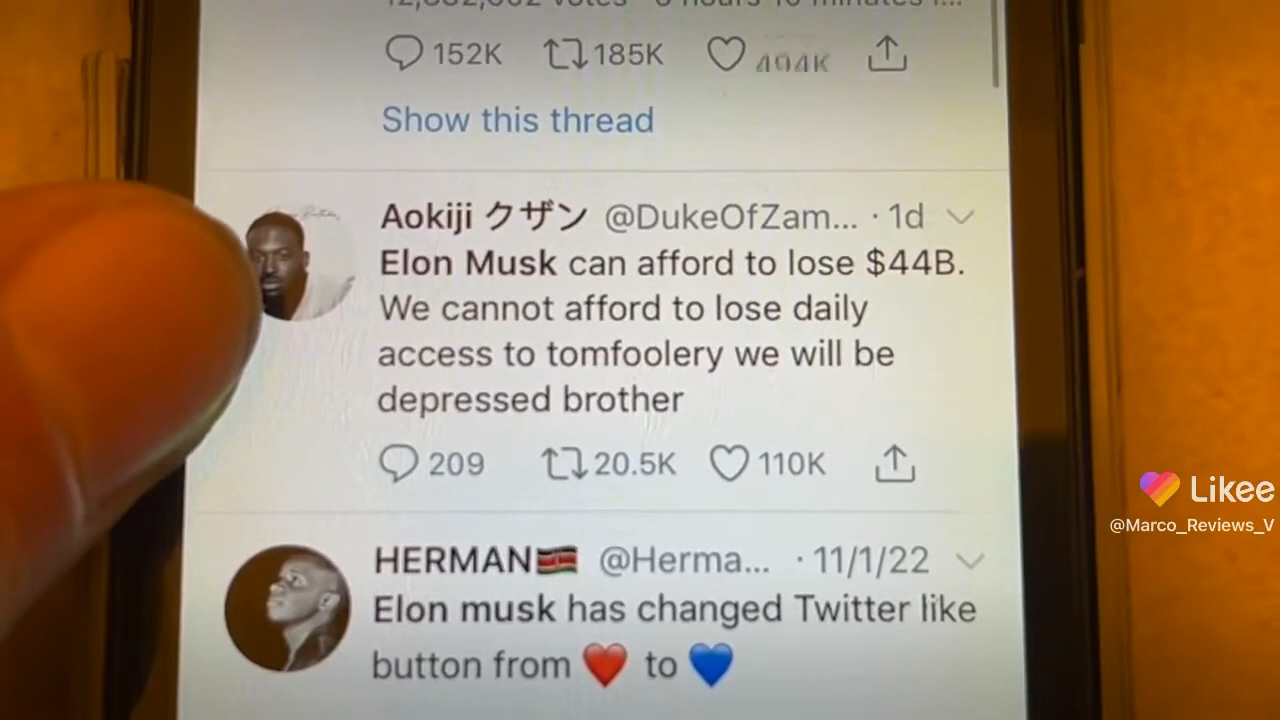 152K 185K 494K
Show this thread
Aokiji クザン @DukeOfZam... · 1d
Elon Musk can afford to lose $44B.
We cannot afford to lose daily
access to tomfoolery we will be
depressed brother
209 20.5K 110K
HERMAN🇰🇪 @Herma... · 11/1/22
Elon musk has changed Twitter like
button from ❤️ to 💙
Likee
@Marco_Reviews_V